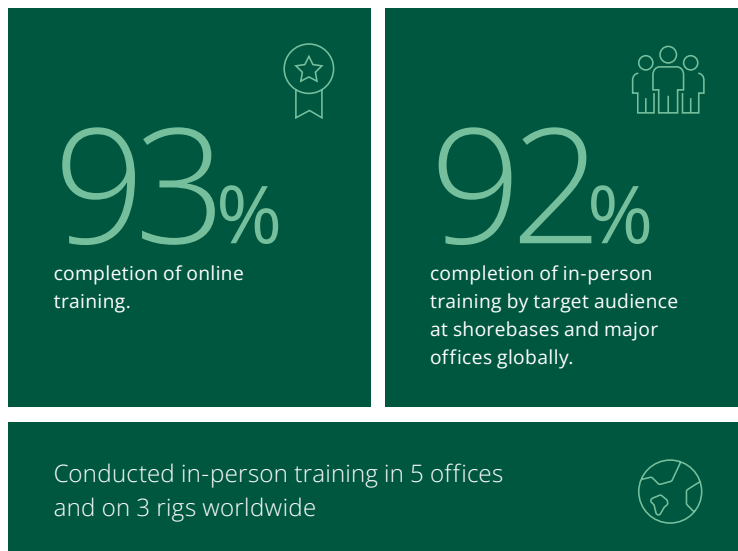 93%
completion of online
training.
92%
completion of in-person
training by target audience
at shorebases and major
offices globally.
Conducted in-person training in 5 offices
and on 3 rigs worldwide